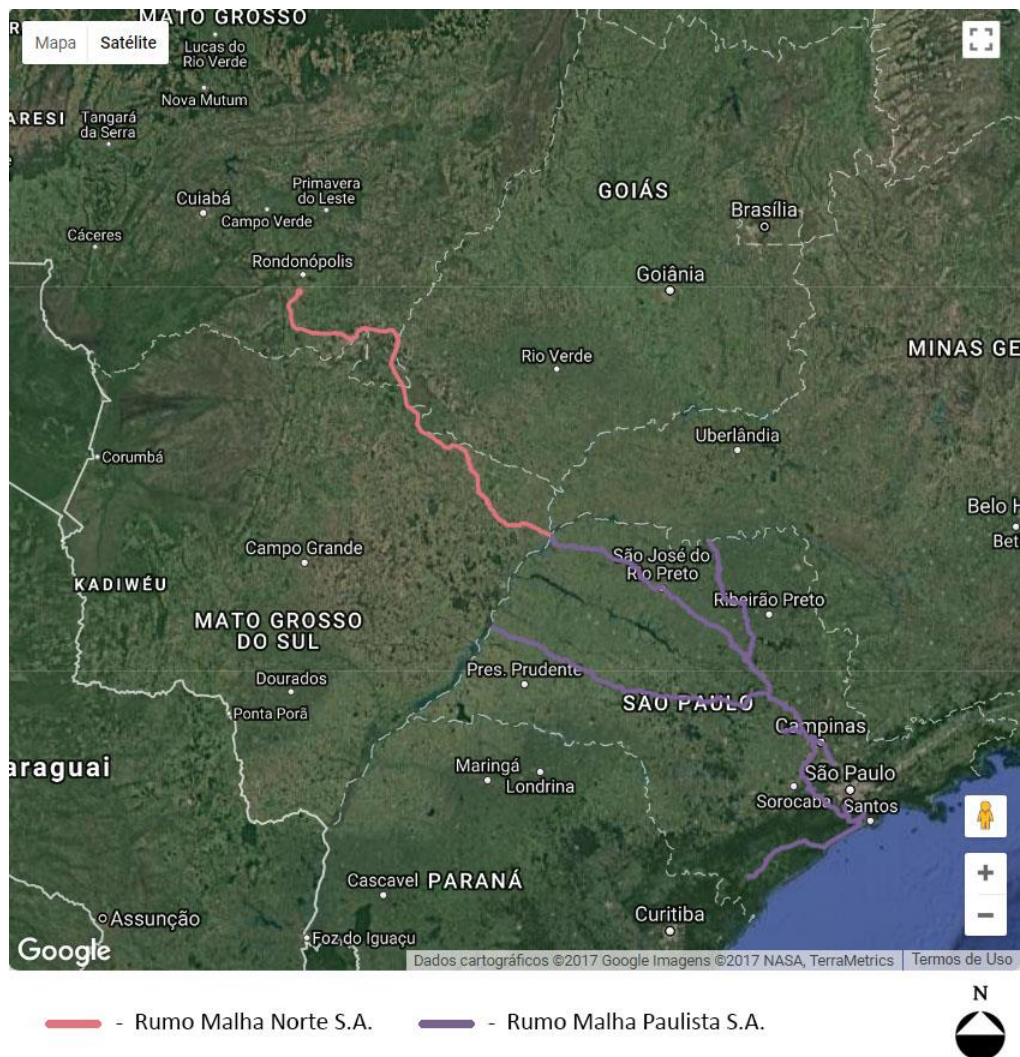 MATO GROSSO
Mapa
Satélite
Lucas do
Rio Verde
Nova Mutum
ARESI
Tangará
da Serra
Cuiabá
Primavera
do Leste
Campo Verde
Cáceres
Rondonópolis
GOIÁS
Brasília
Goiânia
Rio Verde
MINAS GE
Uberlândia
Corumbá
Belo H
Bet
Campo Grande
São José do
Rio Preto
KADIWÉU
Ribeirão Preto
MATO GROSSO
DO SUL
Pres. Prudente
Dourados
SÃO PAULO
Ponta Porã
Campinas
araguai
Maringá
Londrina
São Paulo
Sorocaba
Santos
Cascavel
PARANÁ
Assunção
Curitiba
Foz do Iguaçu
Google
Dados cartográficos ©2017 Google Imagens ©2017 NASA, TerraMetrics
Termos de Uso
N
- Rumo Malha Norte S.A.
- Rumo Malha Paulista S.A.